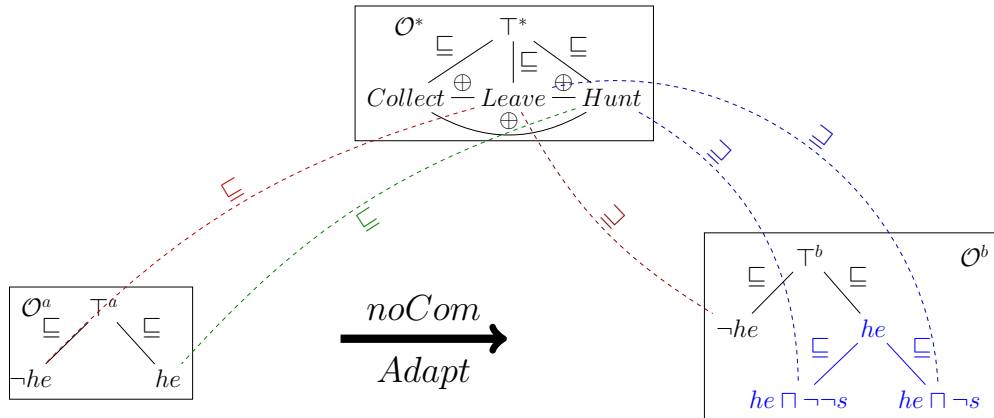 𝒪* ⊤*
⊑ ⊑ ⊑
⊕ ⊕
Collect Leave Hunt
⊕
⊑ ⊑ ⊑ ⊑ ⊑
⊤ᵇ 𝒪ᵇ
⊑ ⊑
𝒪ᵃ ⊤ᵃ
⊑ ⊑
noCom
¬he he
⊑ ⊑
Adapt
¬he he
he ⊓ ¬¬s he ⊓ ¬s